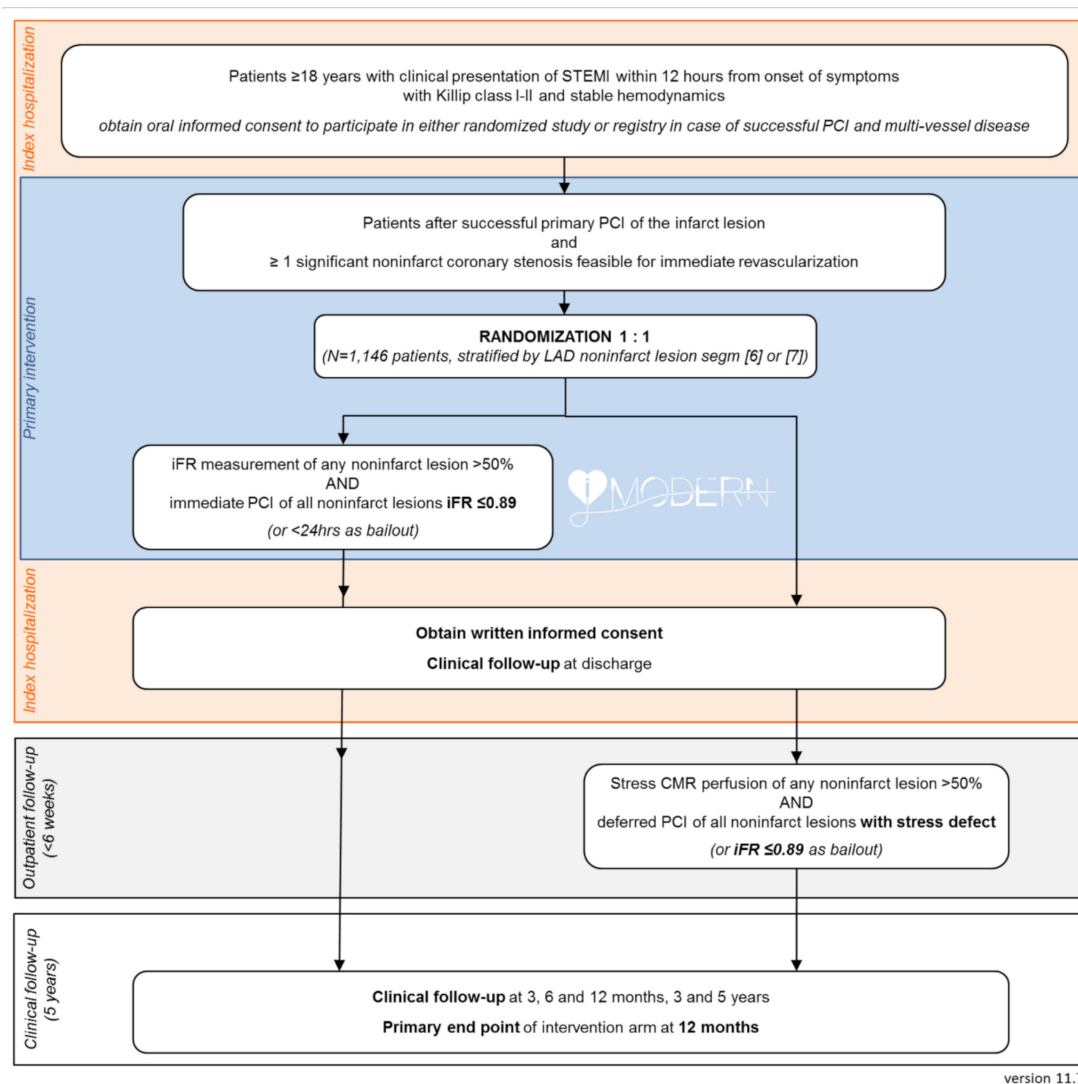 Index hospitalization
Patients ≥18 years with clinical presentation of STEMI within 12 hours from onset of symptoms
with Killip class I-II and stable hemodynamics
obtain oral informed consent to participate in either randomized study or registry in case of successful PCI and multi-vessel disease
Primary intervention
Patients after successful primary PCI of the infarct lesion
and
≥ 1 significant noninfarct coronary stenosis feasible for immediate revascularization
RANDOMIZATION 1 : 1
(N=1,146 patients, stratified by LAD noninfarct lesion segm [6] or [7])
iFR measurement of any noninfarct lesion >50%
AND
immediate PCI of all noninfarct lesions iFR ≤0.89
(or <24hrs as bailout)
i MODERN
Index hospitalization
Obtain written informed consent
Clinical follow-up at discharge
Outpatient follow-up
(<6 weeks)
Stress CMR perfusion of any noninfarct lesion >50%
AND
deferred PCI of all noninfarct lesions with stress defect
(or iFR ≤0.89 as bailout)
Clinical follow-up
(5 years)
Clinical follow-up at 3, 6 and 12 months, 3 and 5 years
Primary end point of intervention arm at 12 months
version 11.